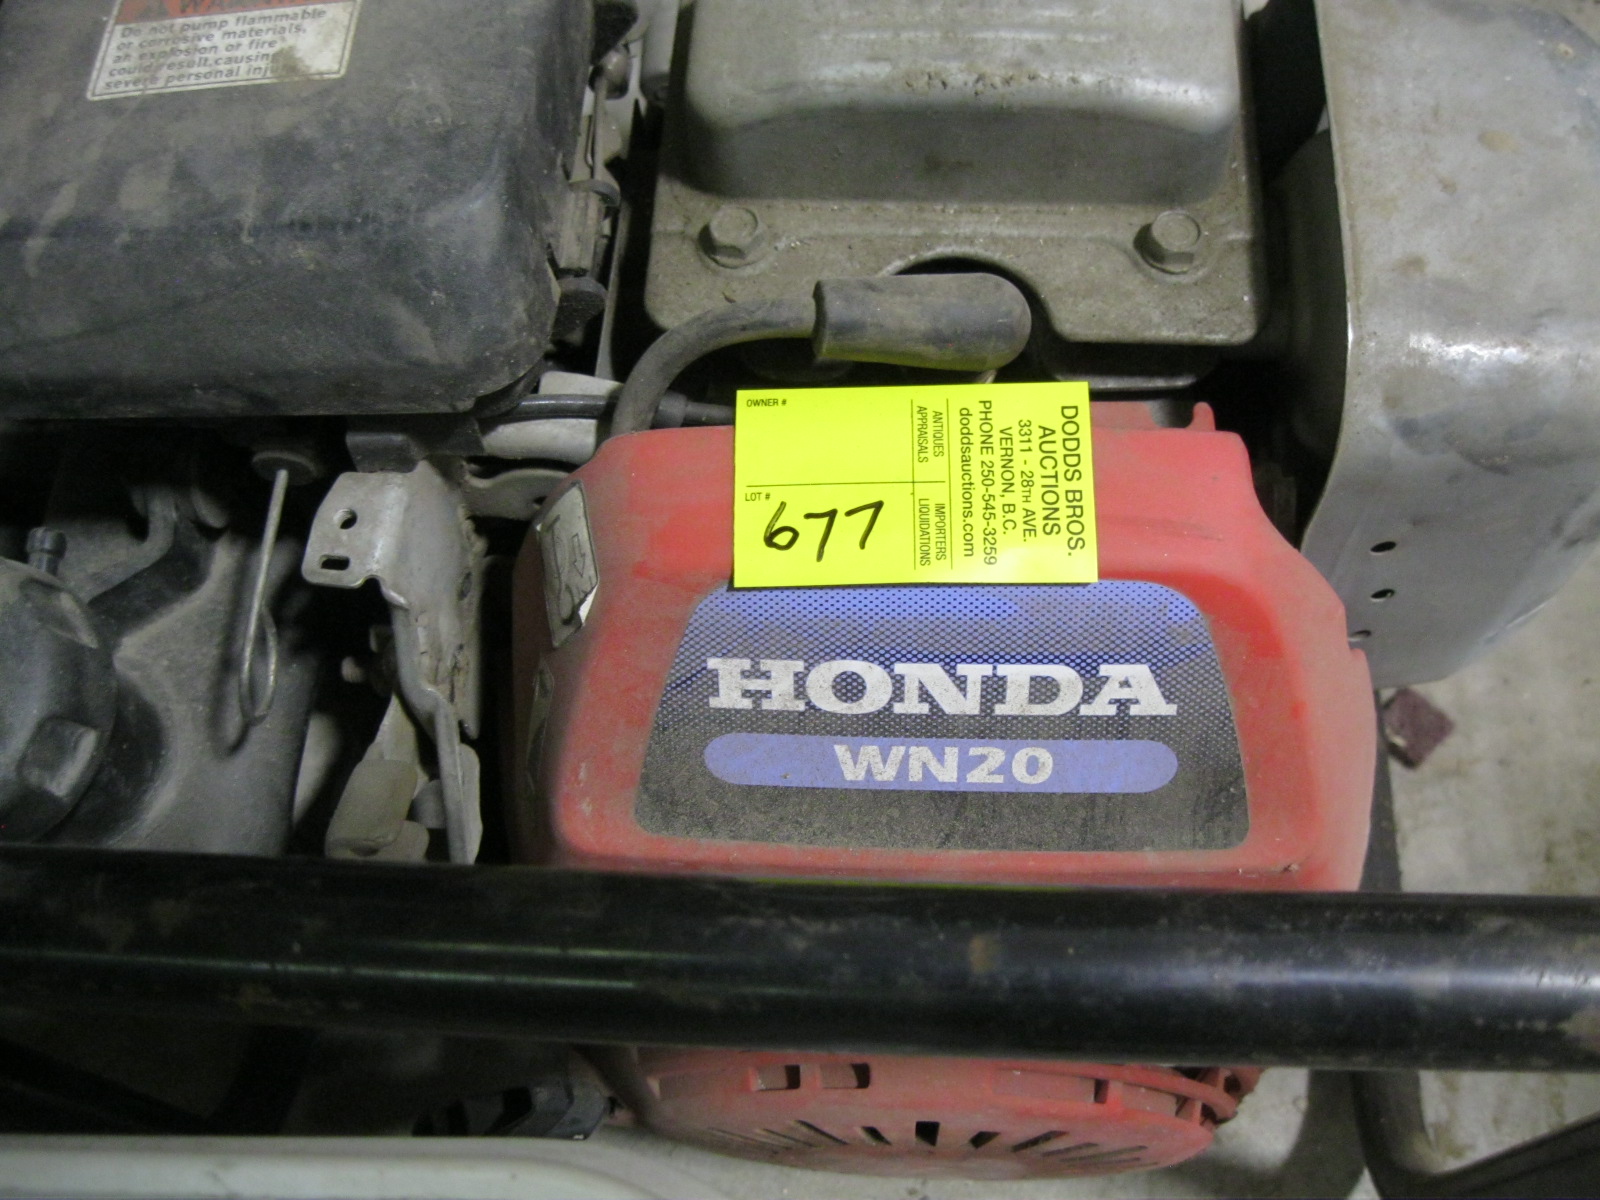 WARNING
Do not pump flammable
or corrosive materials,
an explosion or fire
could result, causing
severe personal
OWNER #
LOT #
677
ANTIQUES
APPRAISALS
IMPORTERS
LIQUIDATIONS
DODDS BROS.
AUCTIONS
3311 - 28TH AVE.
VERNON, B.C.
PHONE 250-545-3259
doddsauctions.com
HONDA
WN20